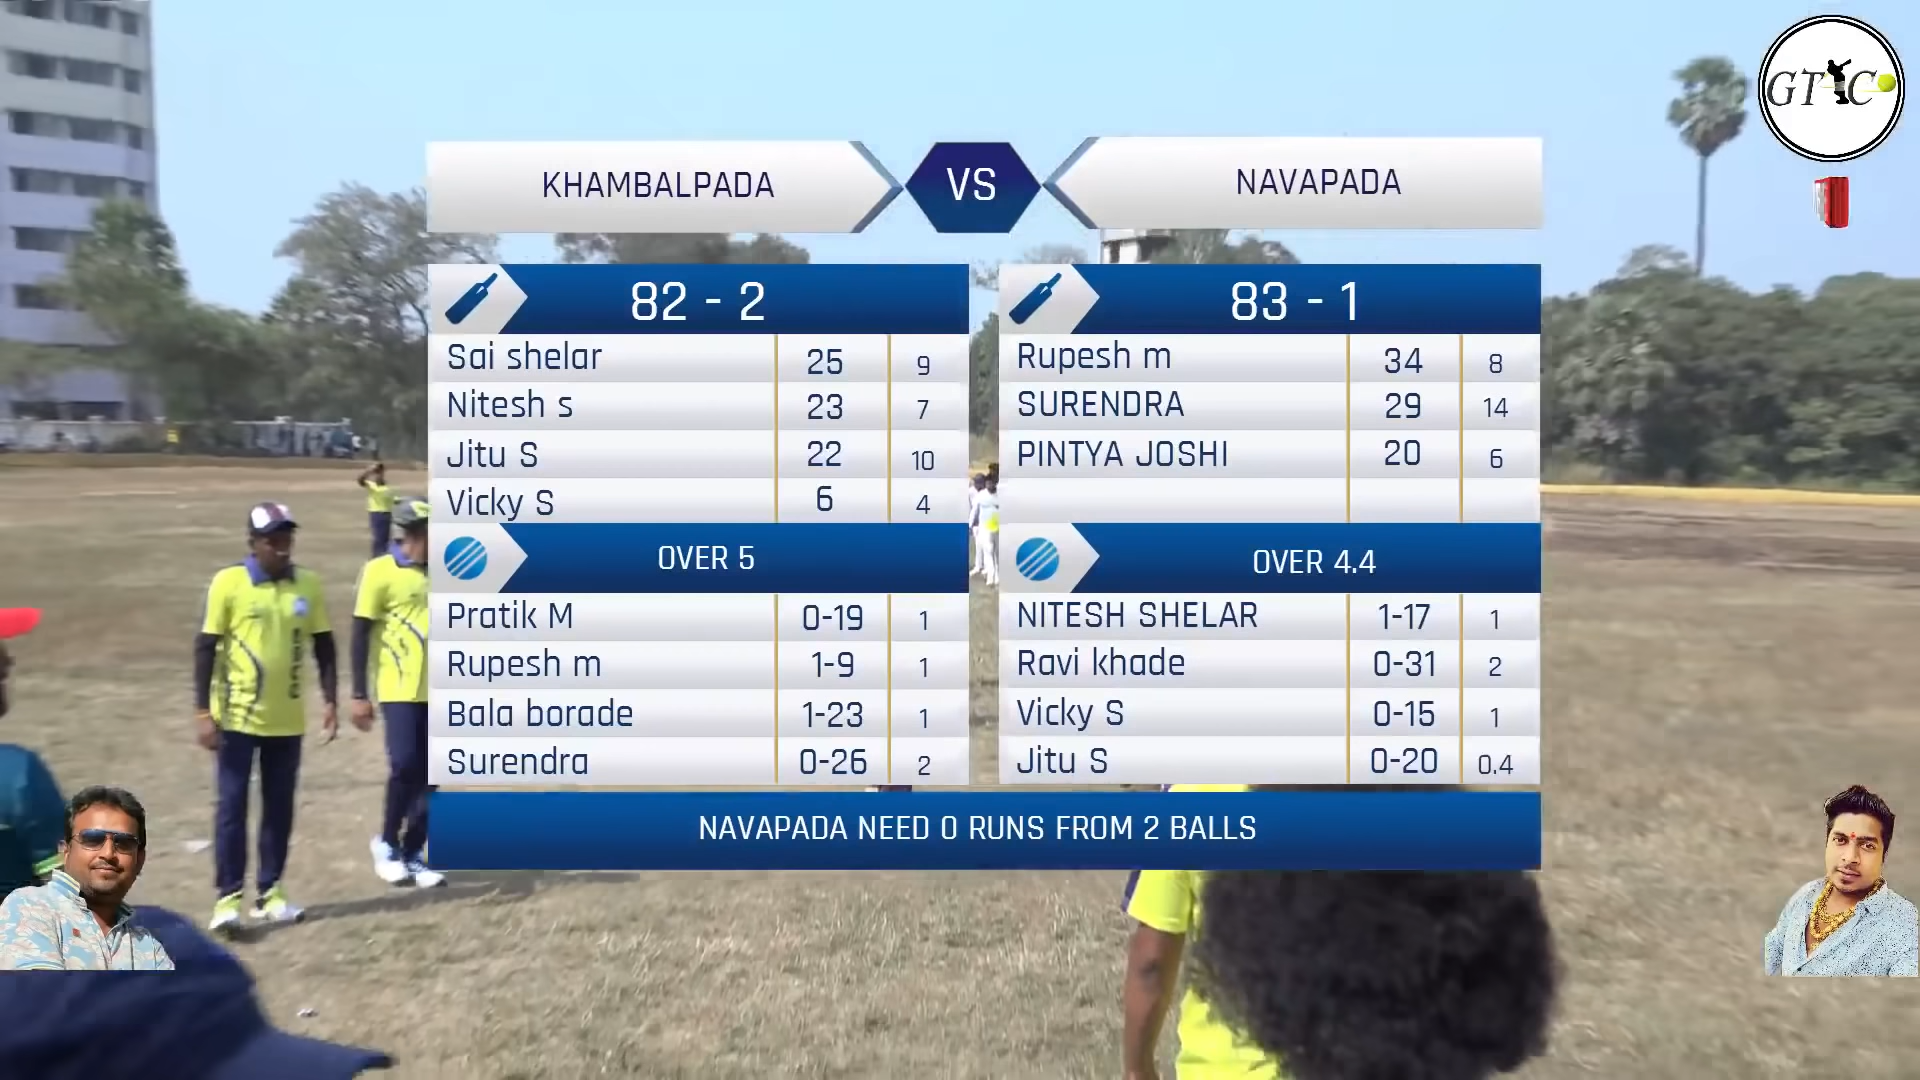 GTC
KHAMBALPADA VS NAVAPADA
82 - 2
Sai shelar 25 9
Nitesh s 23 7
Jitu S 22 10
Vicky S 6 4
OVER 5
Pratik M 0-19 1
Rupesh m 1-9 1
Bala borade 1-23 1
Surendra 0-26 2
83 - 1
Rupesh m 34 8
SURENDRA 29 14
PINTYA JOSHI 20 6
OVER 4.4
NITESH SHELAR 1-17 1
Ravi khade 0-31 2
Vicky S 0-15 1
Jitu S 0-20 0.4
NAVAPADA NEED 0 RUNS FROM 2 BALLS